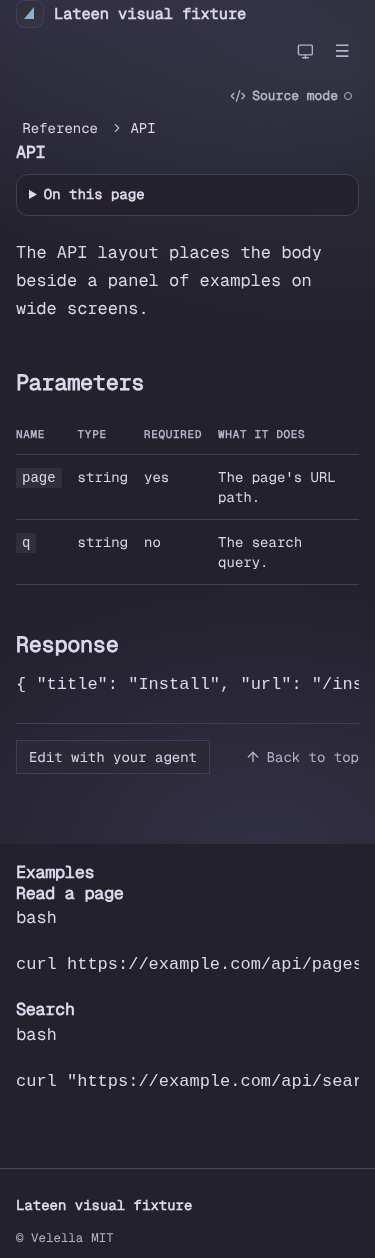 Lateen visual fixture
Source mode
Reference > API
API
On this page
The API layout places the body
beside a panel of examples on
wide screens.
Parameters
NAME TYPE REQUIRED WHAT IT DOES
page string yes The page's URL
path.
q string no The search
query.
Response
{ "title": "Install", "url": "/ins
Edit with your agent ↑ Back to top
Examples
Read a page
bash
curl https://example.com/api/pages
Search
bash
curl "https://example.com/api/sear
Lateen visual fixture
© Velella MIT